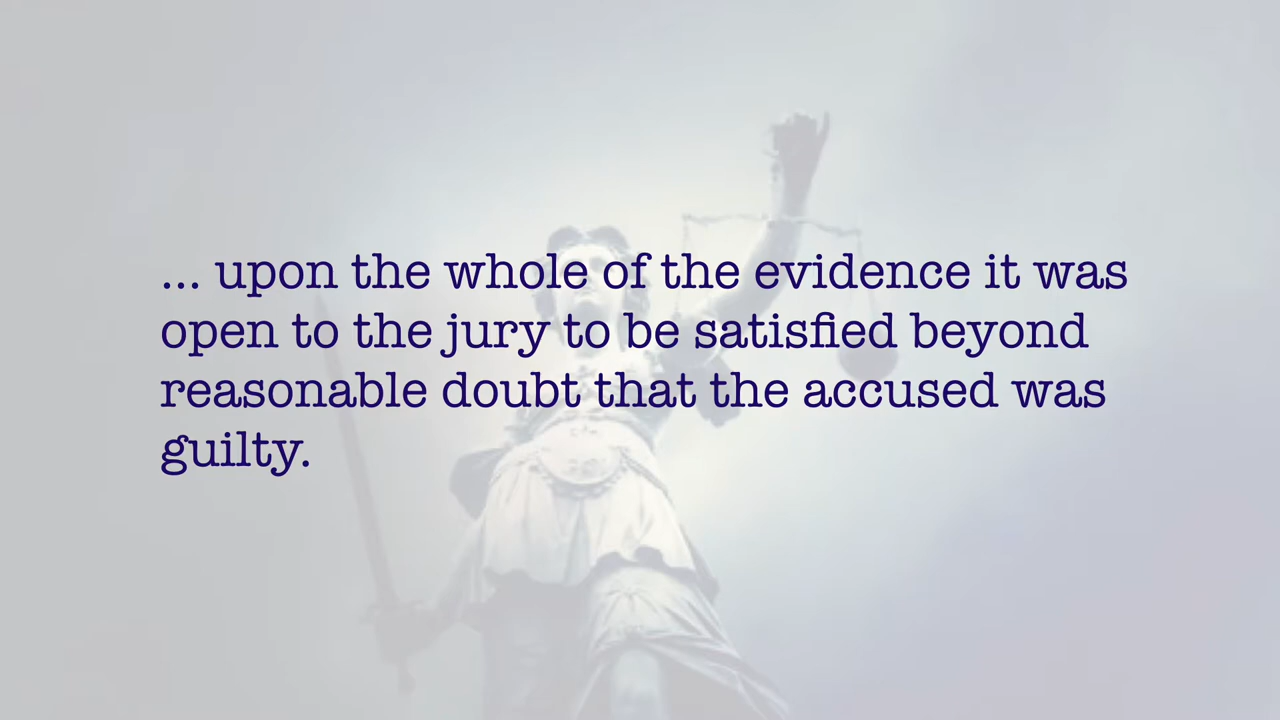 ... upon the whole of the evidence it was
open to the jury to be satisfied beyond
reasonable doubt that the accused was
guilty.